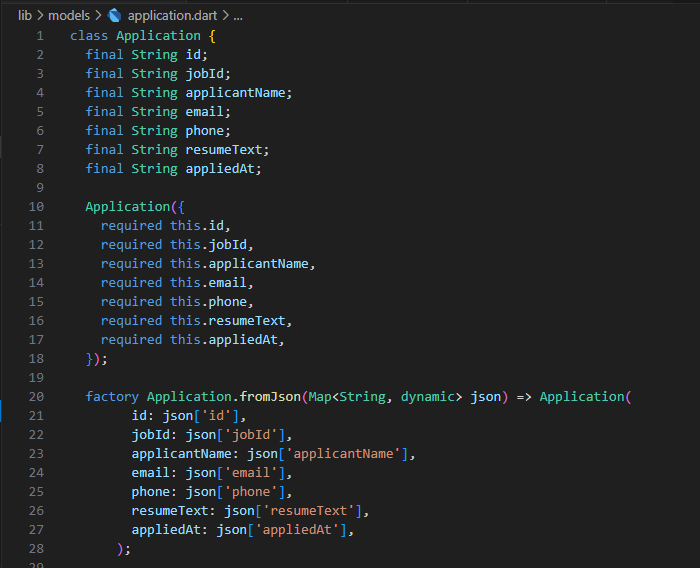 lib > models > application.dart > ...
1 class Application {
2   final String id;
3   final String jobId;
4   final String applicantName;
5   final String email;
6   final String phone;
7   final String resumeText;
8   final String appliedAt;
9
10   Application({
11     required this.id,
12     required this.jobId,
13     required this.applicantName,
14     required this.email,
15     required this.phone,
16     required this.resumeText,
17     required this.appliedAt,
18   });
19
20   factory Application.fromJson(Map<String, dynamic> json) => Application(
21         id: json['id'],
22         jobId: json['jobId'],
23         applicantName: json['applicantName'],
24         email: json['email'],
25         phone: json['phone'],
26         resumeText: json['resumeText'],
27         appliedAt: json['appliedAt'],
28       );
29